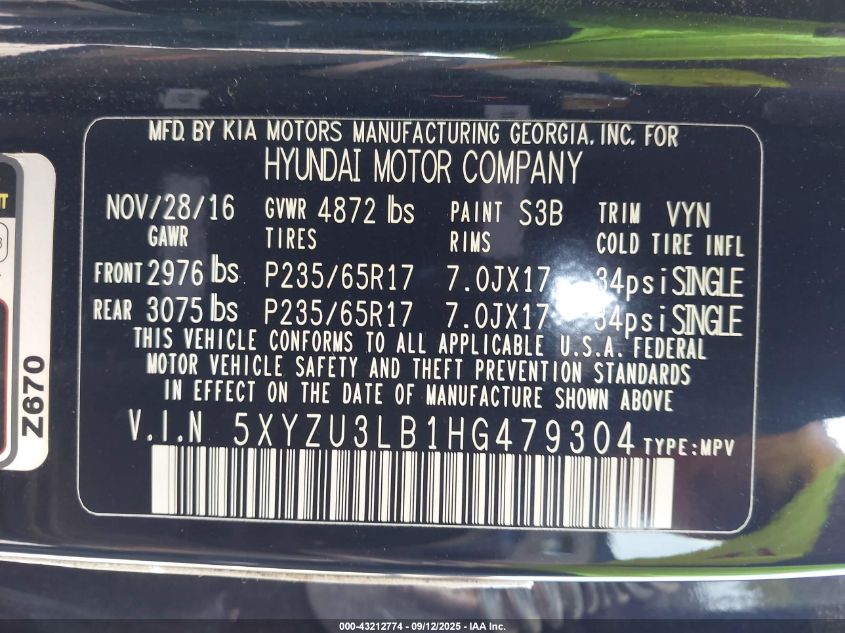 MFD. BY KIA MOTORS MANUFACTURING GEORGIA, INC. FOR
HYUNDAI MOTOR COMPANY
NOV/28/16 GVWR 4872 lbs PAINT S3B TRIM VYN
GAWR TIRES RIMS COLD TIRE INFL
FRONT 2976 lbs P235/65R17 7.0JX17 34psi SINGLE
REAR 3075 lbs P235/65R17 7.0JX17 34psi SINGLE
THIS VEHICLE CONFORMS TO ALL APPLICABLE U.S.A. FEDERAL
MOTOR VEHICLE SAFETY AND THEFT PREVENTION STANDARDS
IN EFFECT ON THE DATE OF MANUFACTURE SHOWN ABOVE.
V.I.N 5XYZU3LB1HG479304 TYPE:MPV
Z670
000-43212774 - 09/12/2025 - IAA Inc.